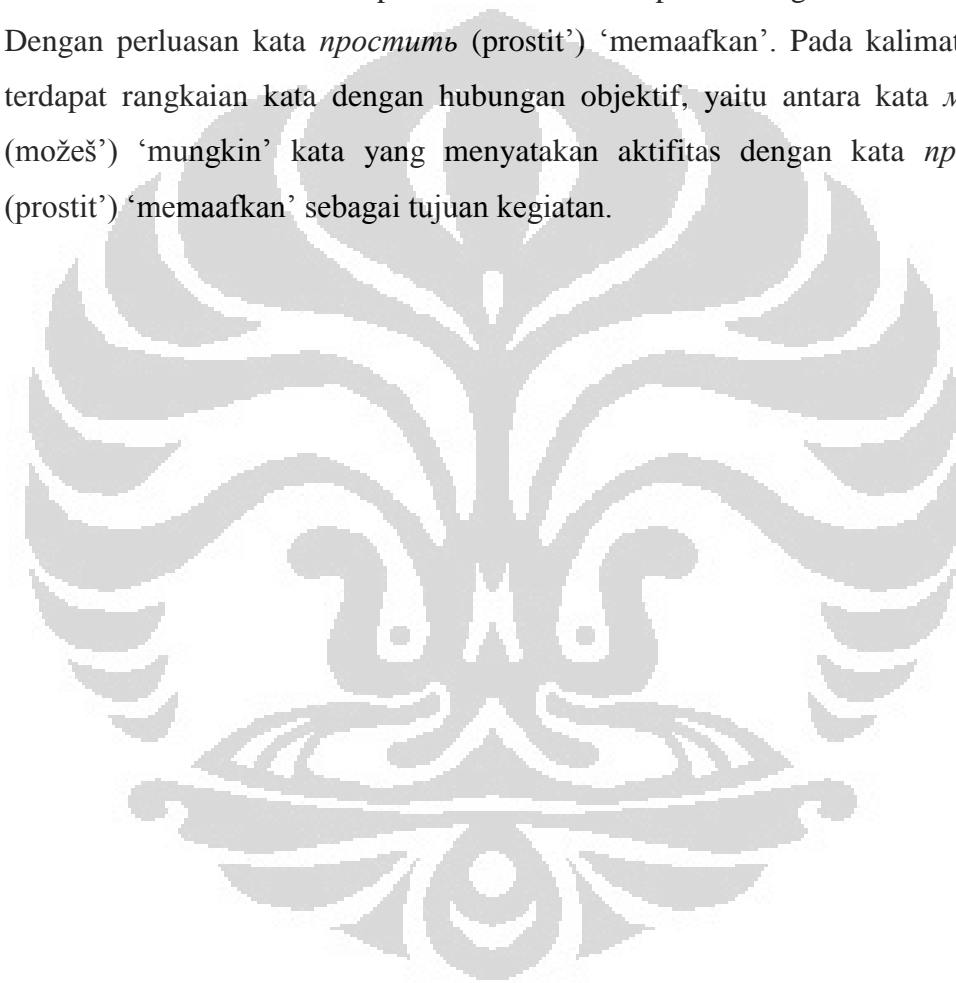 Dengan perluasan kata простить (prostit’) ‘memaafkan’. Pada kalimat
terdapat rangkaian kata dengan hubungan objektif, yaitu antara kata
(možeš’) ‘mungkin’ kata yang menyatakan aktifitas dengan kata
(prostit’) ‘memaafkan’ sebagai tujuan kegiatan.